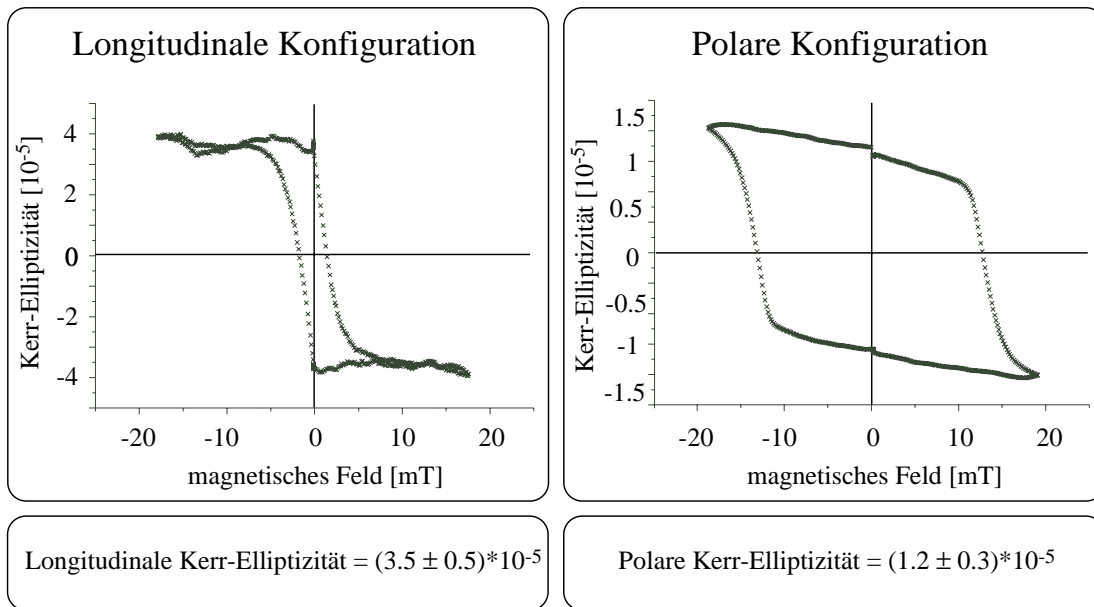 Longitudinale Konfiguration
Kerr-Elliptizität [10-5]
4
2
0
-2
-4
-20
-10
0
10
20
magnetisches Feld [mT]
Longitudinale Kerr-Elliptizität = (3.5 ± 0.5)*10-5
Polare Konfiguration
Kerr-Elliptizität [10-5]
1.5
1
0.5
0
-0.5
-1
-1.5
-20
-10
0
10
20
magnetisches Feld [mT]
Polare Kerr-Elliptizität = (1.2 ± 0.3)*10-5